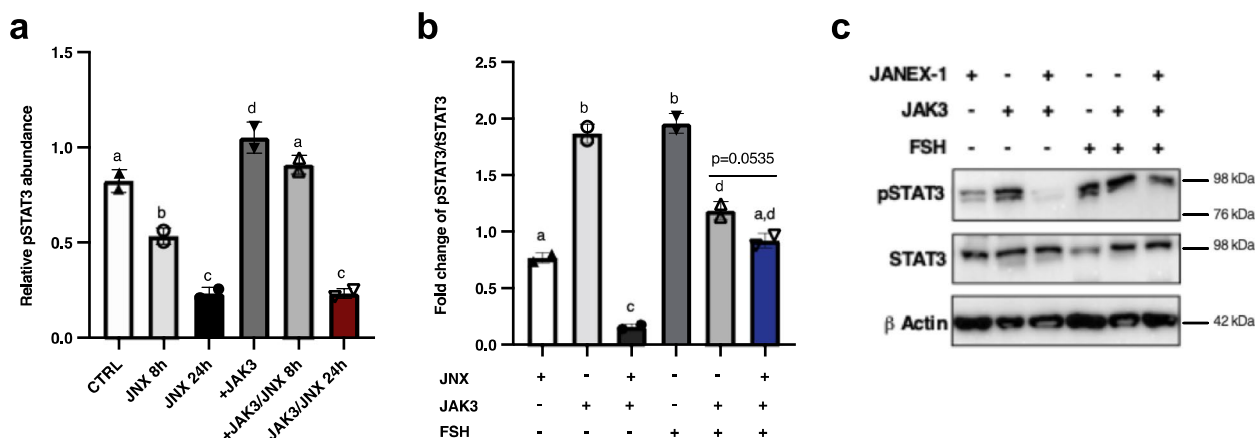 a
Relative pSTAT3 abundance
1.5
1.0
0.5
0.0
a
b
c
d
a
c
CTRL
JNX 8h
JNX 24h
+JAK3
+JAK3/JNX 8h
JAK3/JNX 24h
b
Fold change of pSTAT3/tSTAT3
2.5
2.0
1.5
1.0
0.5
0.0
a
b
c
b
p=0.0535
d
a,d
JNX + - + - - +
JAK3 - + + - + +
FSH - - - + + +
c
JANEX-1 + - + - - +
JAK3 - + + - + +
FSH - - - + + +
pSTAT3 98 kDa
76 kDa
STAT3 98 kDa
β Actin 42 kDa